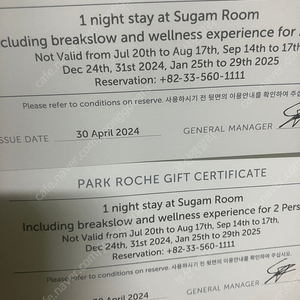 1 night stay at Sugam Room
cluding breakslow and wellness experience for
Not Valid from Jul 20th to Aug 17th, Sep 14th to 17th
Dec 24th, 31st 2024, Jan 25th to 29th 2025
Reservation: +82-33-560-1111
Please refer to conditions on reserve. 사용하시기 전 뒷면의 이용안내를 확인하여 주
SSUE DATE 30 April 2024 GENERAL MANAGER
PARK ROCHE GIFT CERTIFICATE
1 night stay at Sugam Room
Including breakslow and wellness experience for 2 Pers
Not Valid from Jul 20th to Aug 17th, Sep 14th to 17th,
Dec 24th, 31st 2024, Jan 25th to 29th 2025
Reservation: +82-33-560-1111
Please refer to conditions on reserve. 사용하시기 전 뒷면의 이용안내를 확인하여 주십시오.
GENERAL MANAGER